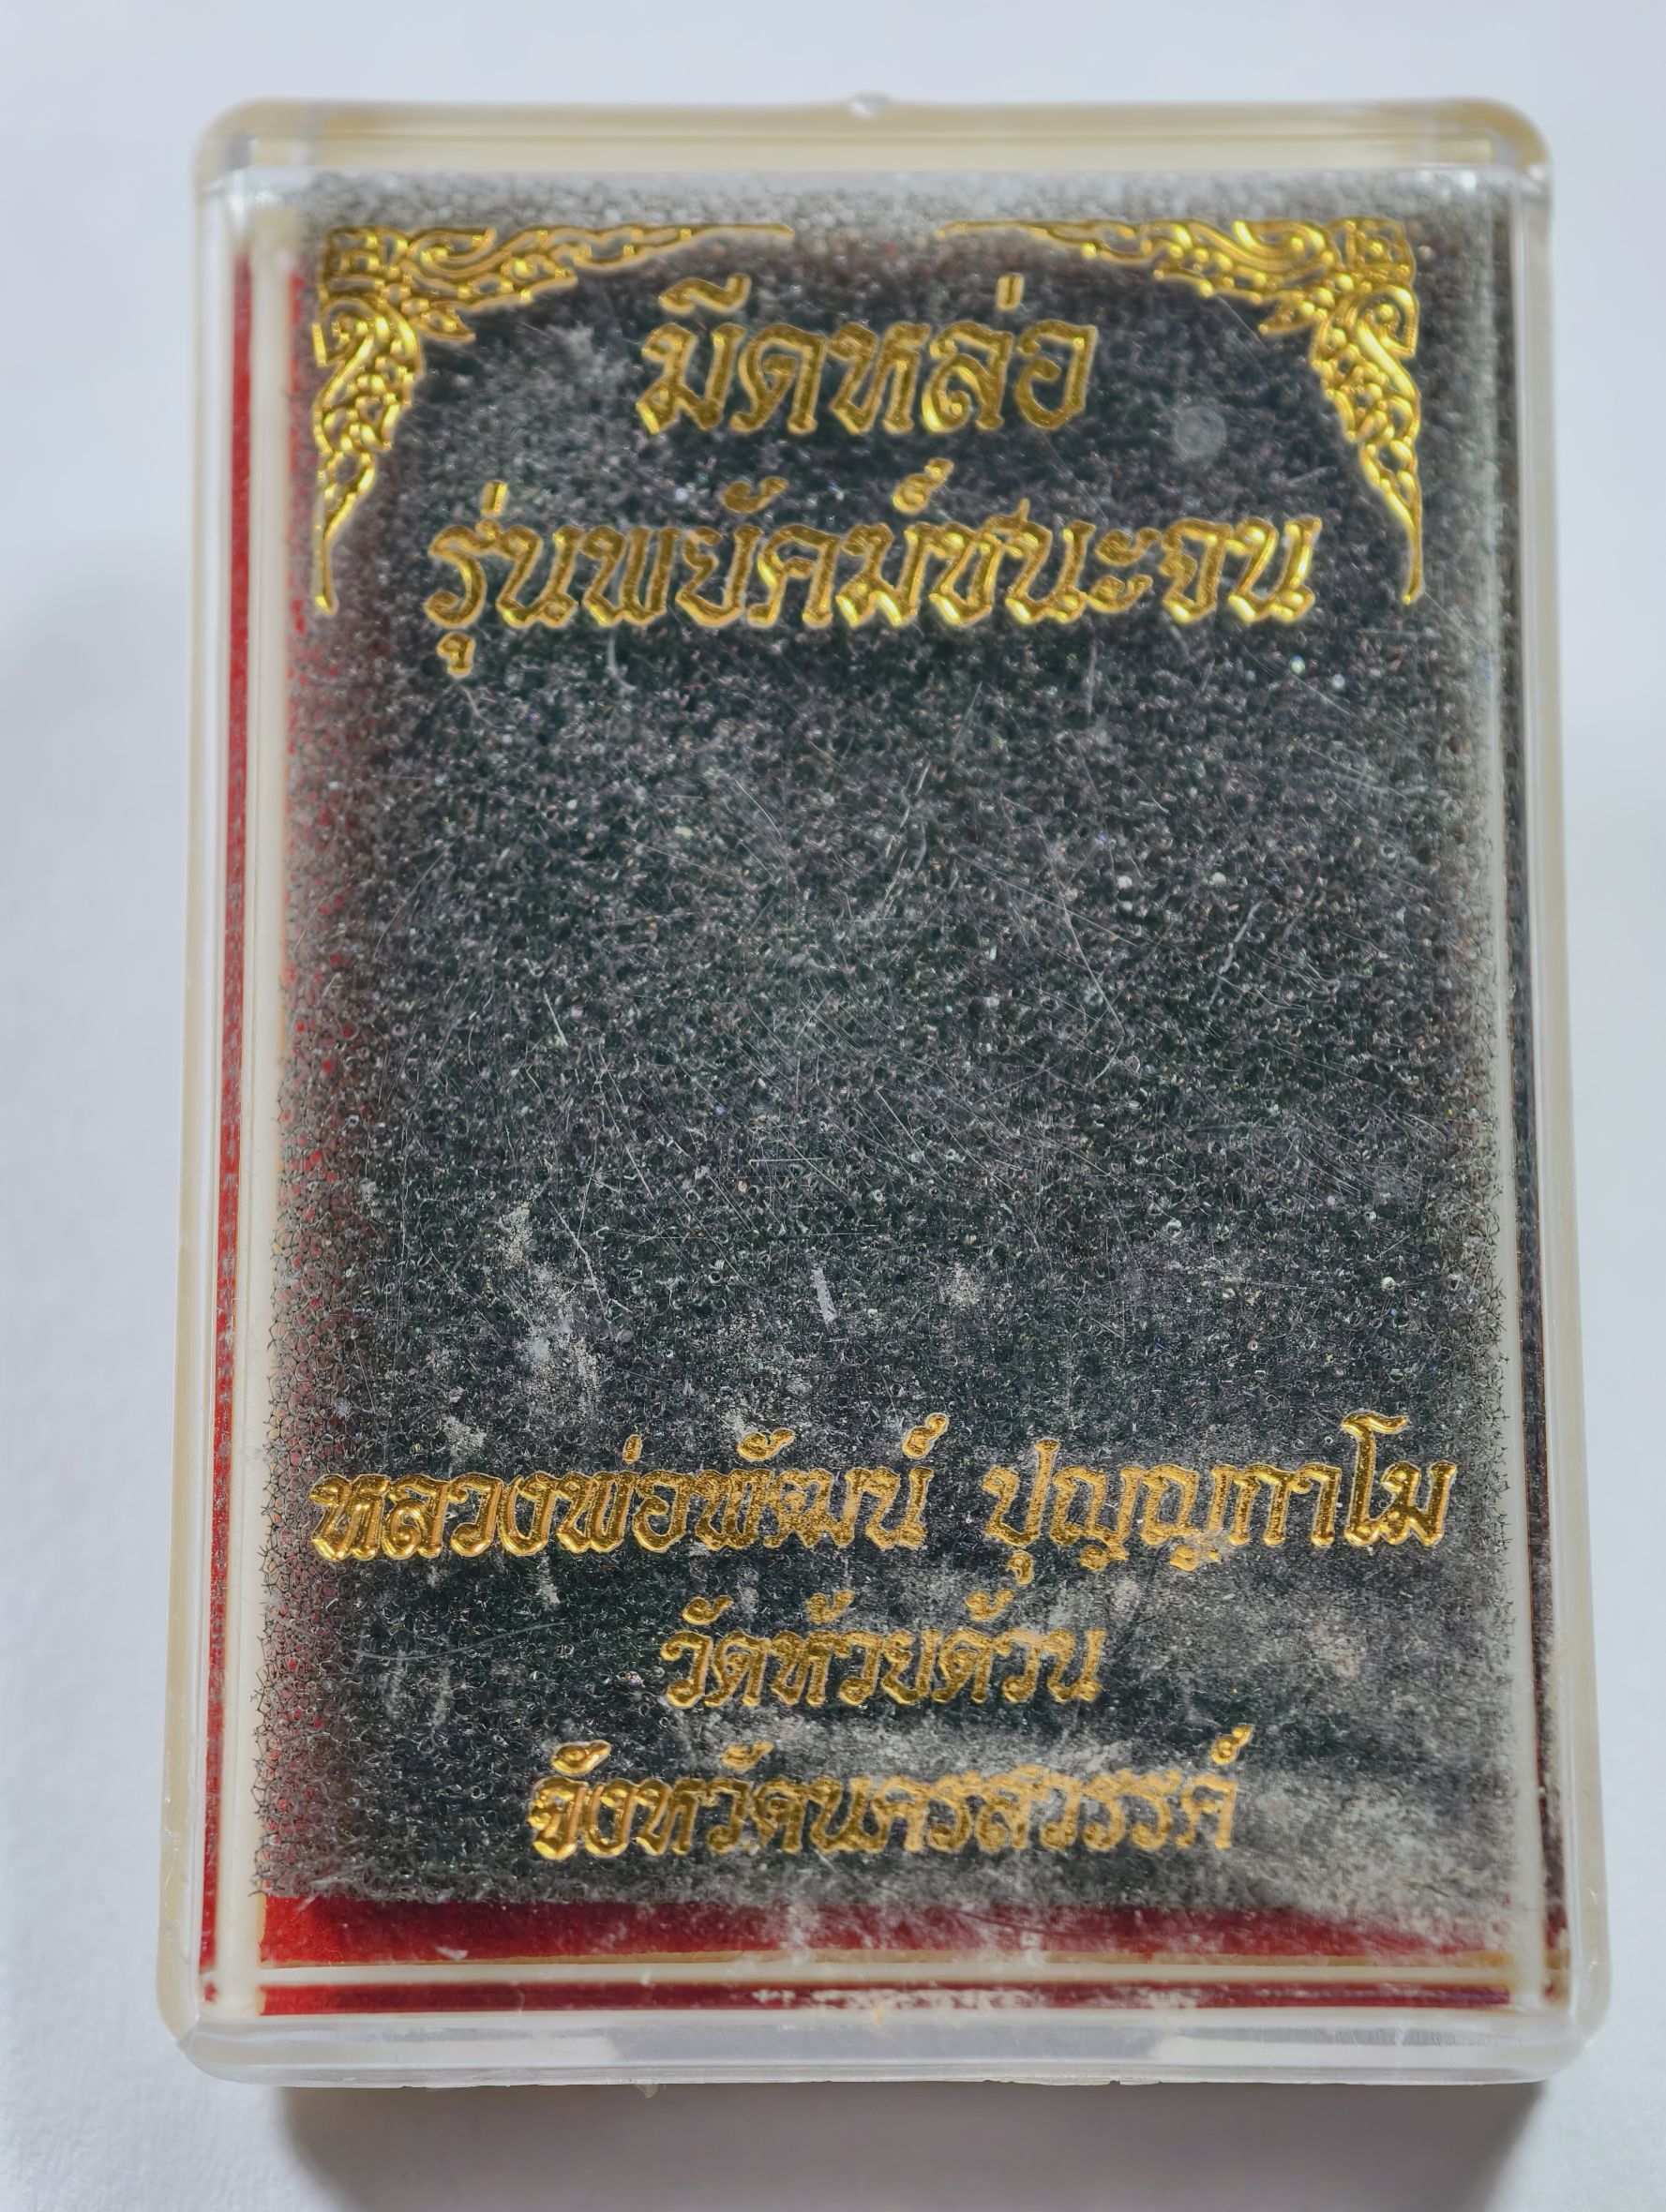 มีดหล่อ
รุ่นพยัคฆ์ชนะจน
หลวงพ่อพัฒน์ ปุญญกาโม
วัดห้วยด้วน
จังหวัดนครสวรรค์